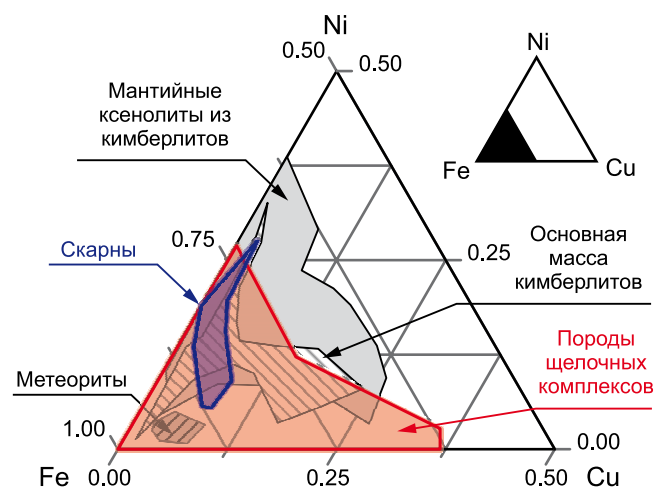 Ni
0.50
0.50
Мантийные
ксенолиты из
кимберлитов
Ni
Fe
Cu
0.75
Скарны
0.25
Основная
масса
кимберлитов
Породы
щелочных
комплексов
Метеориты
1.00
0.00
Fe
0.00
0.25
0.50
Cu